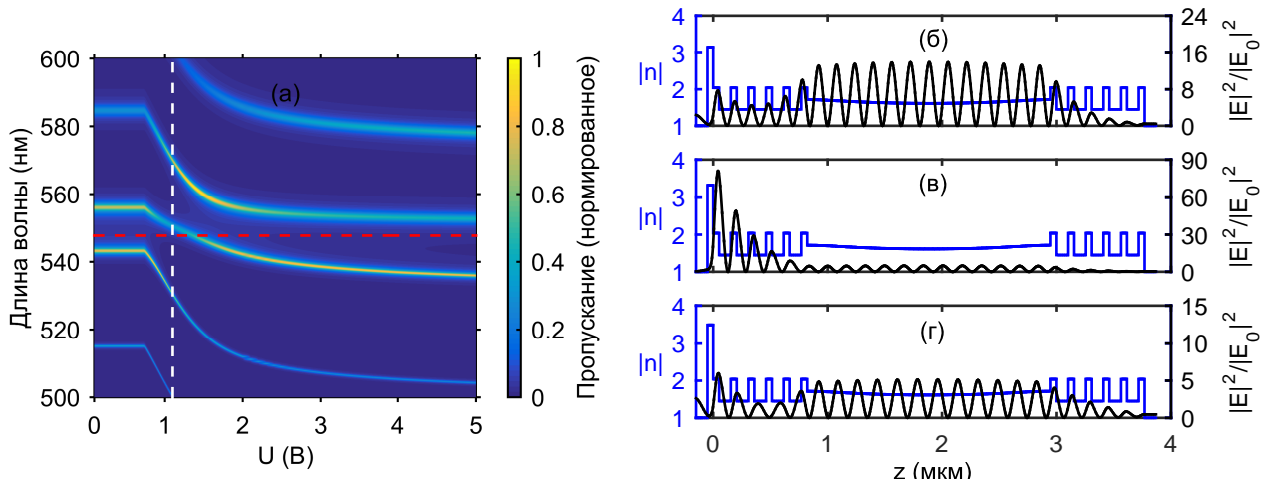 600
580
560
540
520
500
Длина волны (нм)
0 1 2 3 4 5
U (В)
(а)
1
0.8
0.6
0.4
0.2
0
Пропускание (нормированное)
4
3
2
1
|n|
(б)
24
16
8
0
|E|²/|E₀|²
4
3
2
1
|n|
(в)
90
60
30
0
|E|²/|E₀|²
4
3
2
1
|n|
(г)
15
10
5
0
|E|²/|E₀|²
0 1 2 3 4
z (мкм)